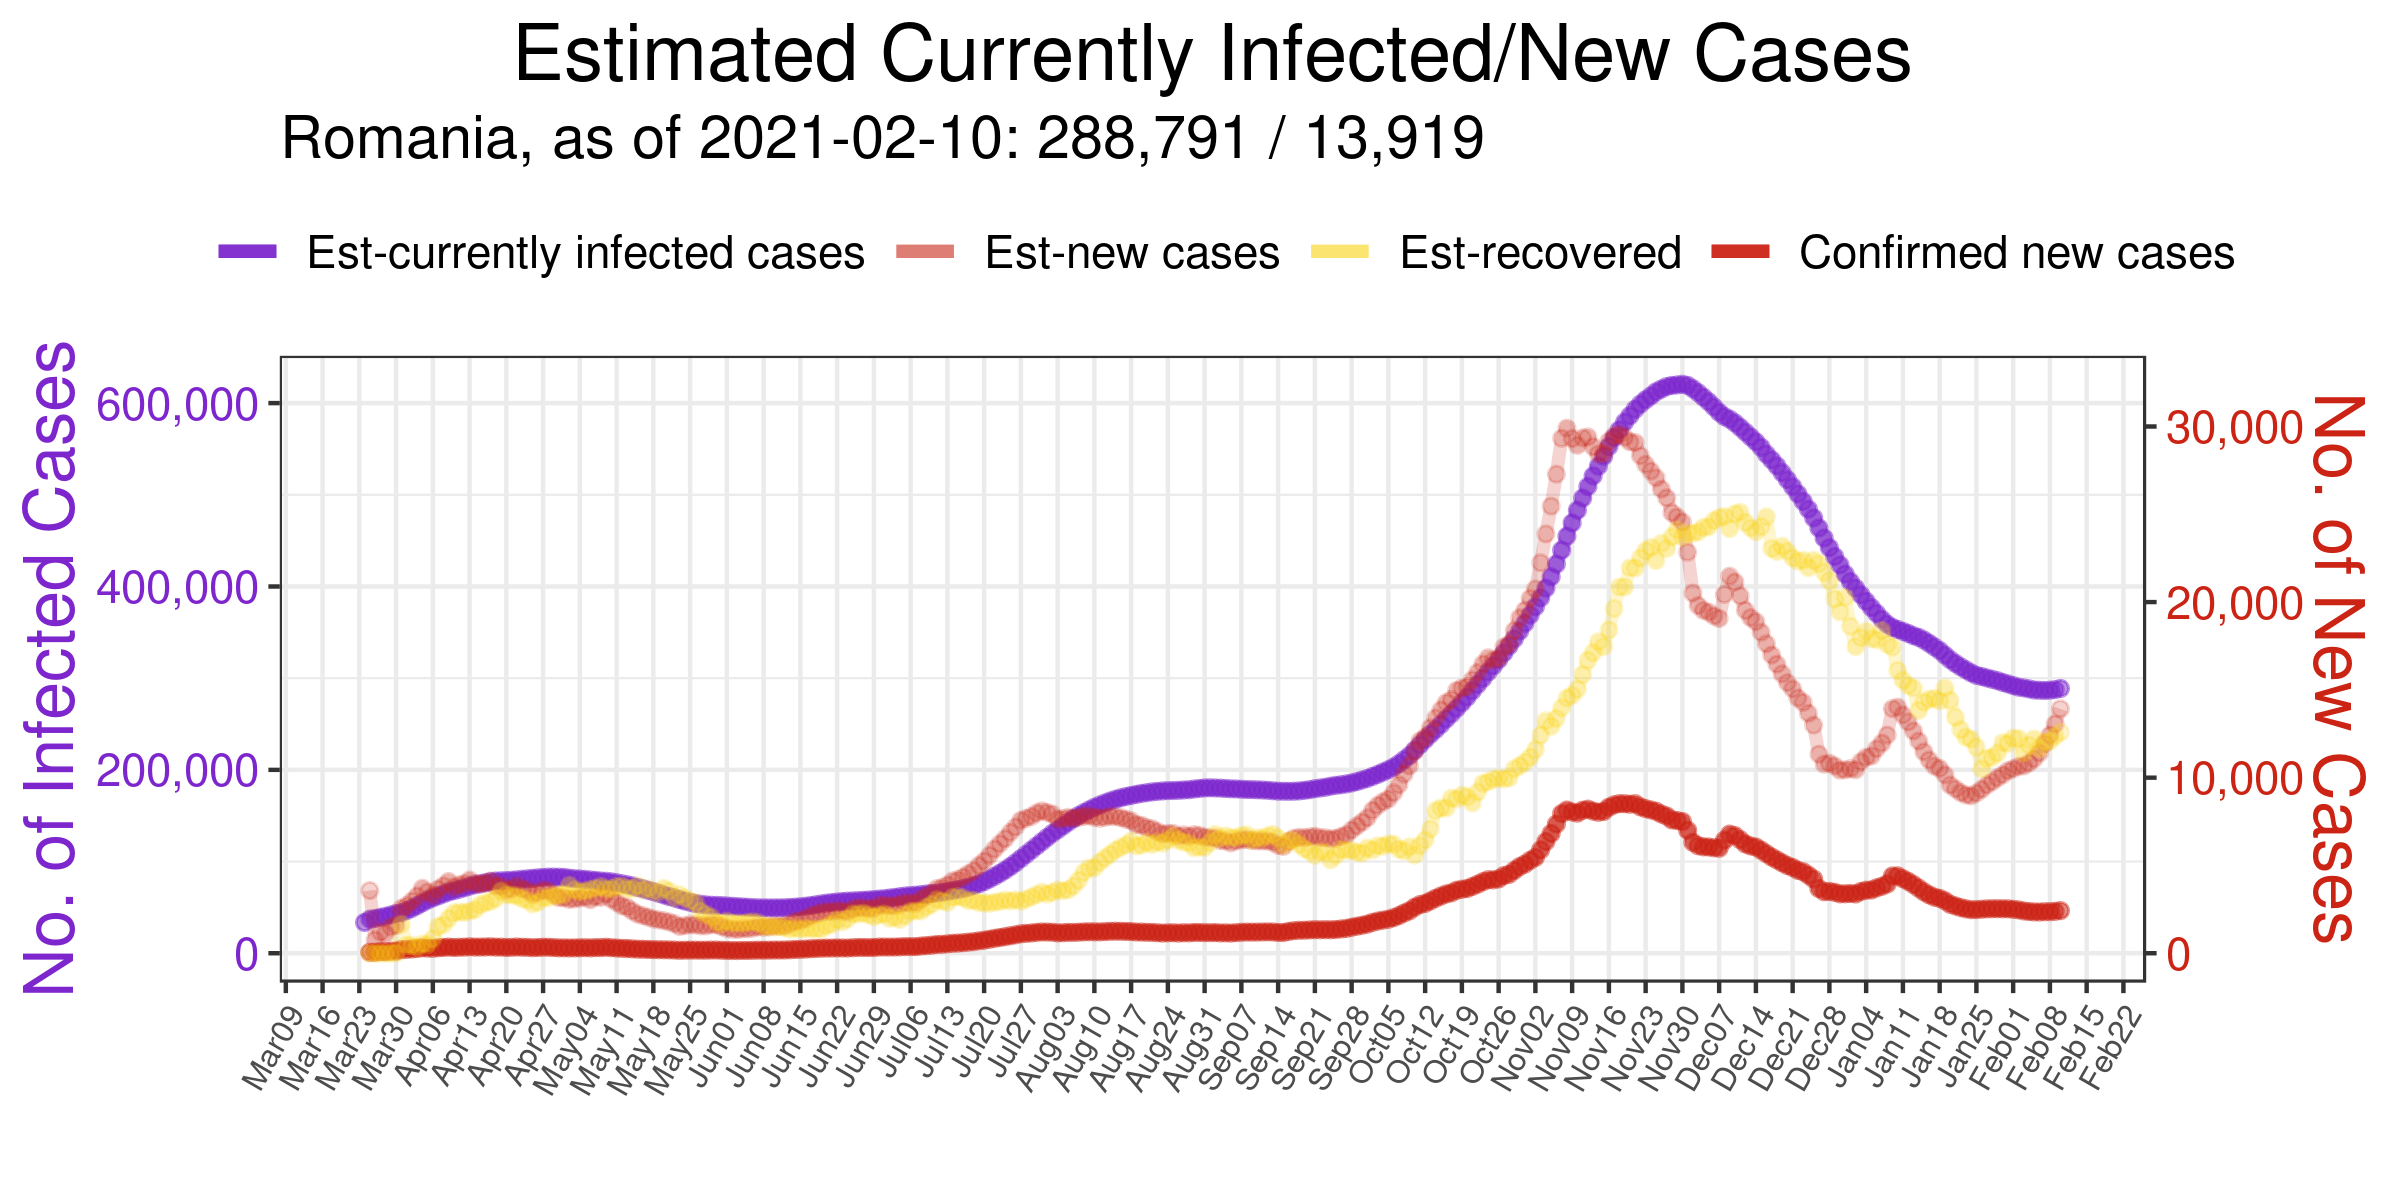 Estimated Currently Infected/New Cases
Romania, as of 2021-02-10: 288,791 / 13,919
Est-currently infected cases
Est-new cases
Est-recovered
Confirmed new cases
No. of Infected Cases
600,000
400,000
200,000
0
30,000
20,000
10,000
0
No. of New Cases
Mar09
Mar16
Mar23
Mar30
Apr06
Apr13
Apr20
Apr27
May04
May11
May18
May25
Jun01
Jun08
Jun15
Jun22
Jun29
Jul06
Jul13
Jul20
Jul27
Aug03
Aug10
Aug17
Aug24
Aug31
Sep07
Sep14
Sep21
Sep28
Oct05
Oct12
Oct19
Oct26
Nov02
Nov09
Nov16
Nov23
Nov30
Dec07
Dec14
Dec21
Dec28
Jan04
Jan11
Jan18
Jan25
Feb01
Feb08
Feb15
Feb22